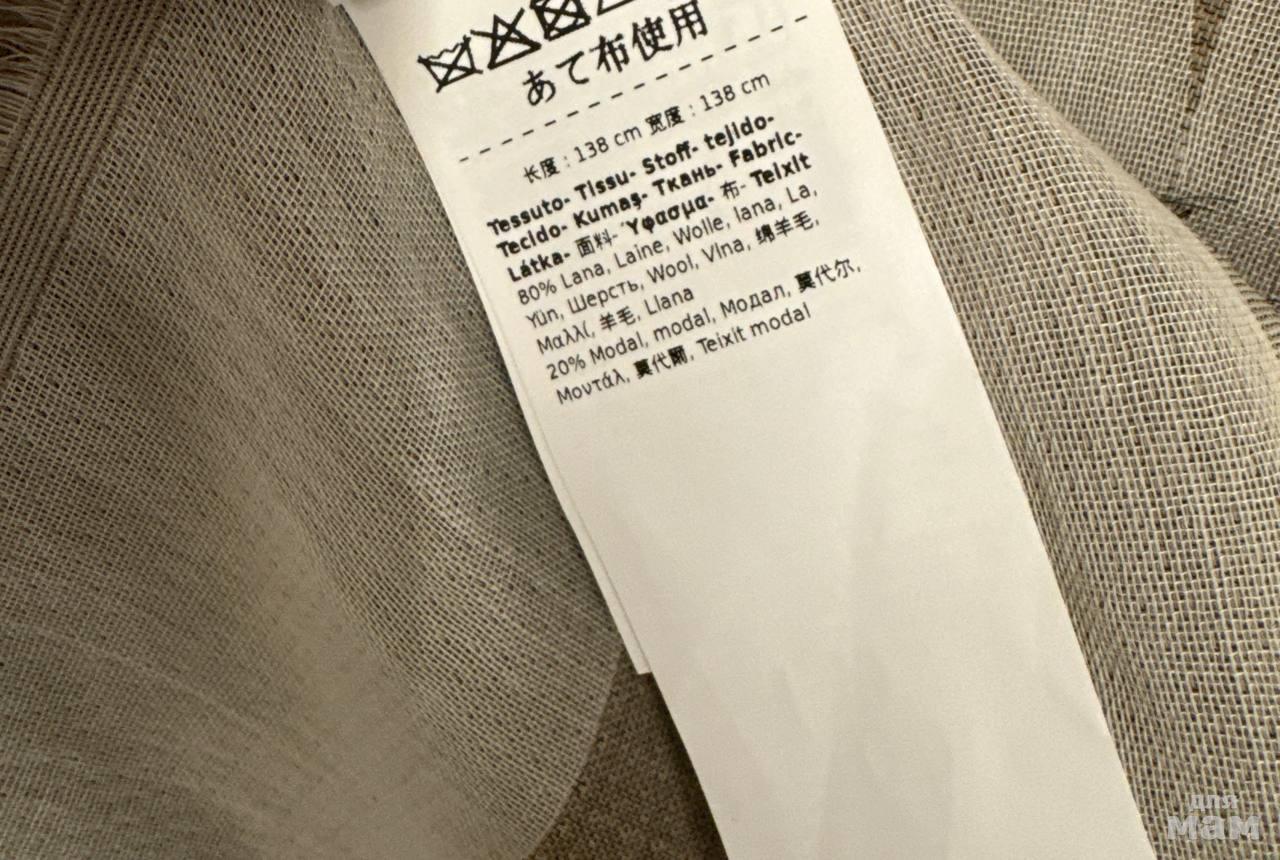 あて布使用
长度 : 138 cm 宽度 : 138 cm
Tessuto- Tissu- Stoff- tejido-
Tecido- Kumaş- Ткань- Fabric-
Látka- 面料- Ύφασμα- 布- Teixit
80% Lana, Laine, Wolle, lana, La,
Yün, Шерсть, Wool, Vlna, 绵羊毛,
Μαλλί, 羊毛, Llana
20% Modal, modal, Модал, 莫代尔,
Μοντάλ, 莫代爾, Teixit modal
для
мам